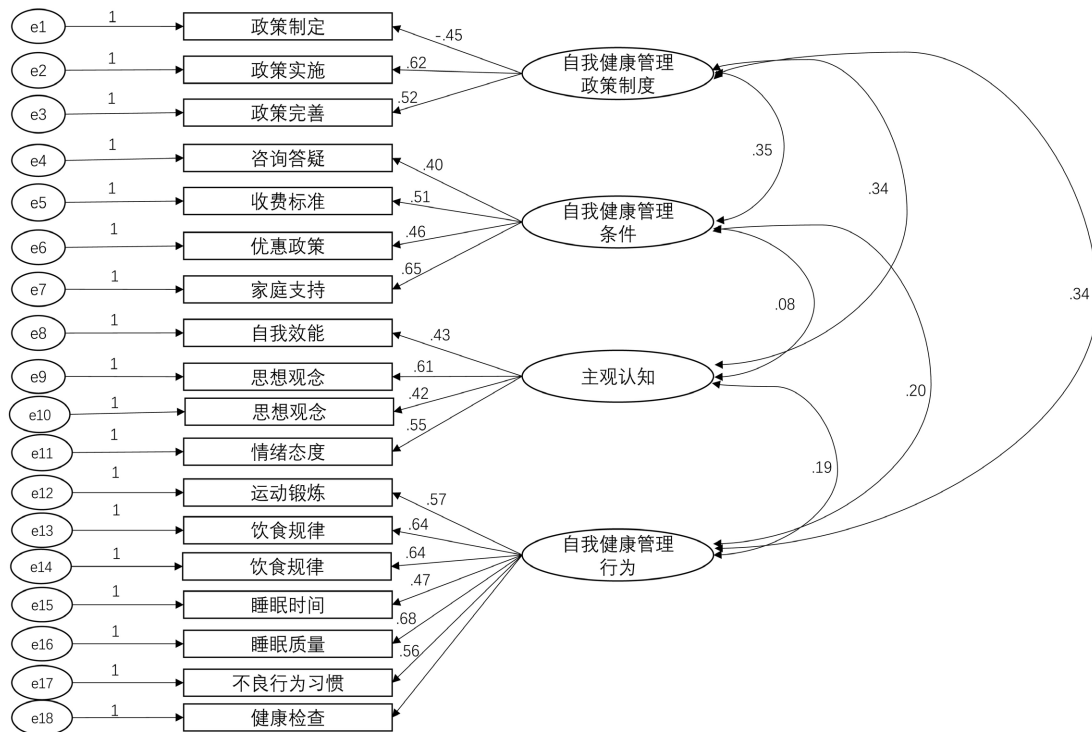 e1 1 政策制定
-.45
e2 1 政策实施
.62
e3 1 政策完善
.52
自我健康管理
政策制度
e4 1 咨询答疑
.40
e5 1 收费标准
.51
e6 1 优惠政策
.46
e7 1 家庭支持
.65
自我健康管理
条件
.35
.34
.34
e8 1 自我效能
.43
e9 1 思想观念
.61
e10 1 思想观念
.42
e11 1 情绪态度
.55
主观认知
.08
.20
.19
e12 1 运动锻炼
.57
e13 1 饮食规律
.64
e14 1 饮食规律
.64
e15 1 睡眠时间
.47
e16 1 睡眠质量
.68
e17 1 不良行为习惯
.56
e18 1 健康检查
自我健康管理
行为